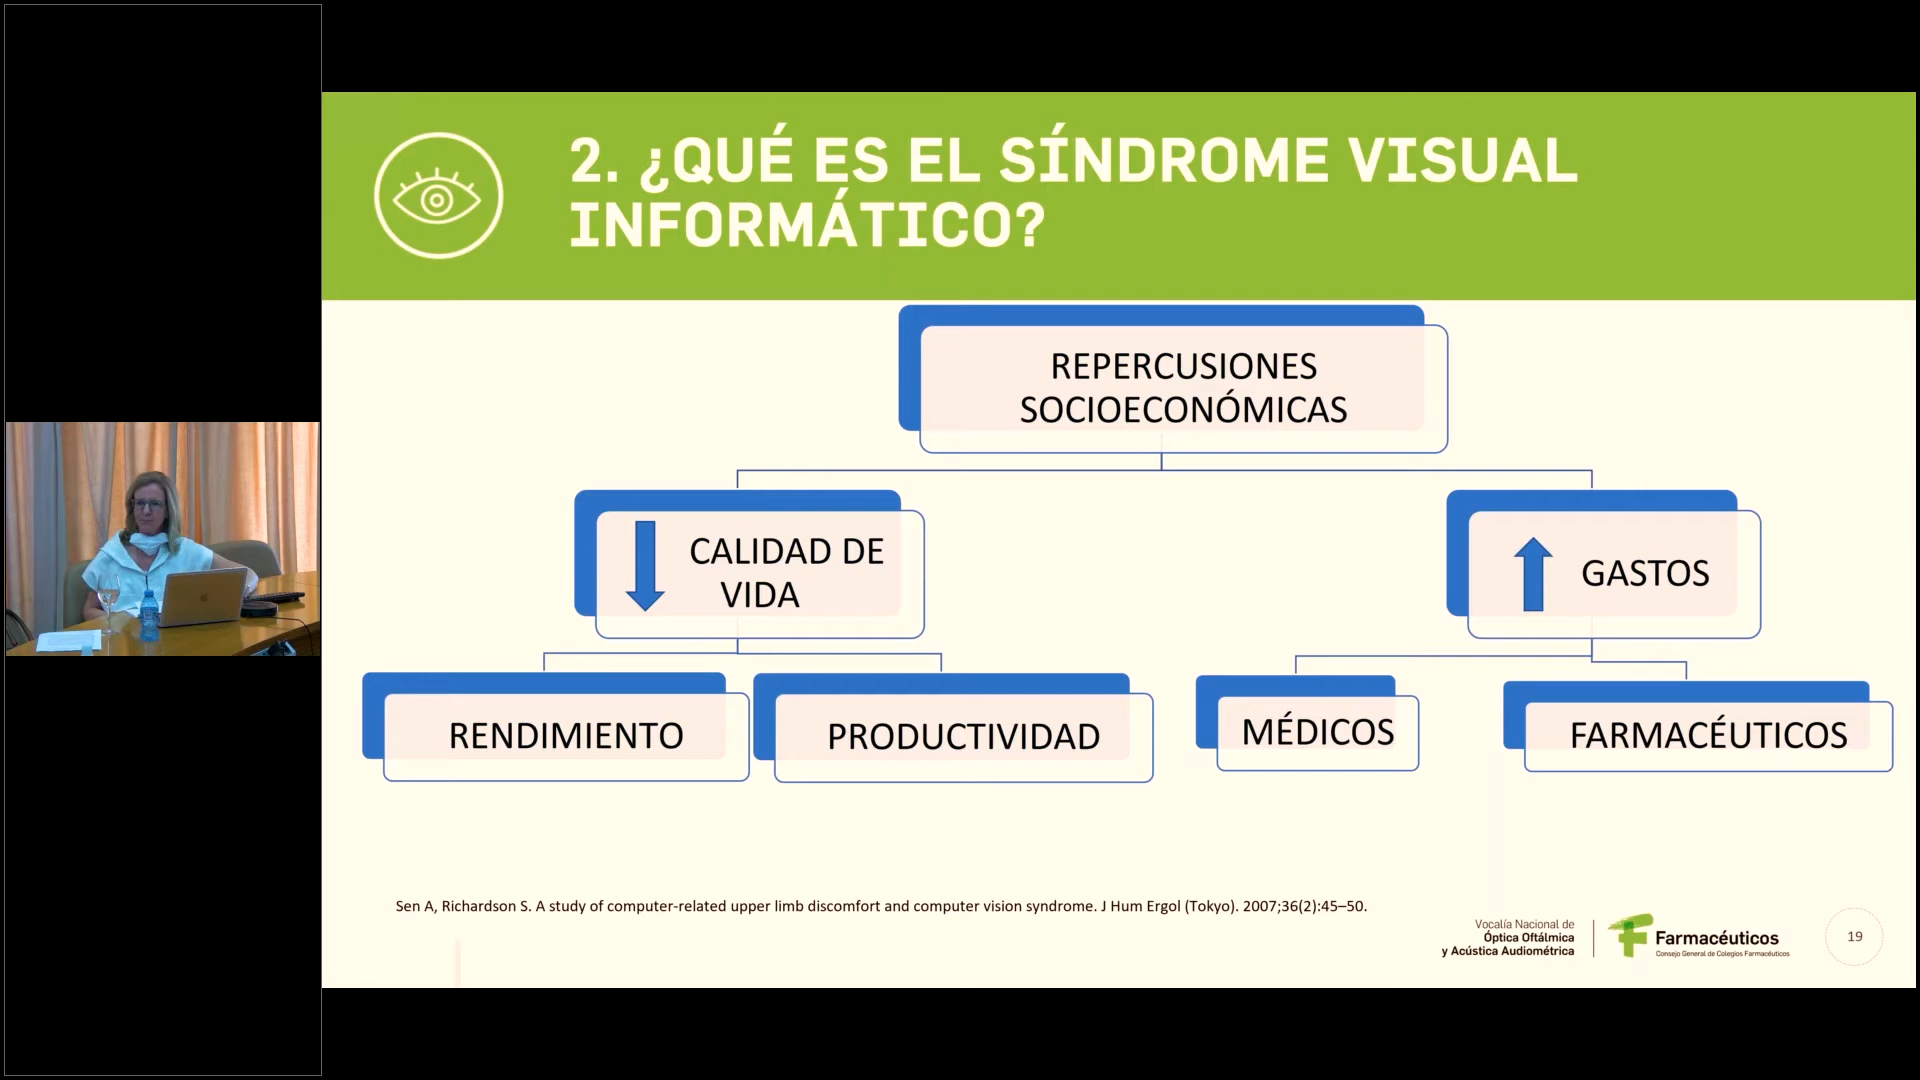 2. ¿QUÉ ES EL SÍNDROME VISUAL
INFORMÁTICO?
REPERCUSIONES
SOCIOECONÓMICAS
CALIDAD DE
VIDA
GASTOS
RENDIMIENTO
PRODUCTIVIDAD
MÉDICOS
FARMACÉUTICOS
Sen A, Richardson S. A study of computer-related upper limb discomfort and computer vision syndrome. J Hum Ergol (Tokyo). 2007;36(2):45–50.
Vocalía Nacional de
Óptica Oftálmica
y Acústica Audiométrica
Farmacéuticos
Consejo General de Colegios Farmacéuticos
19